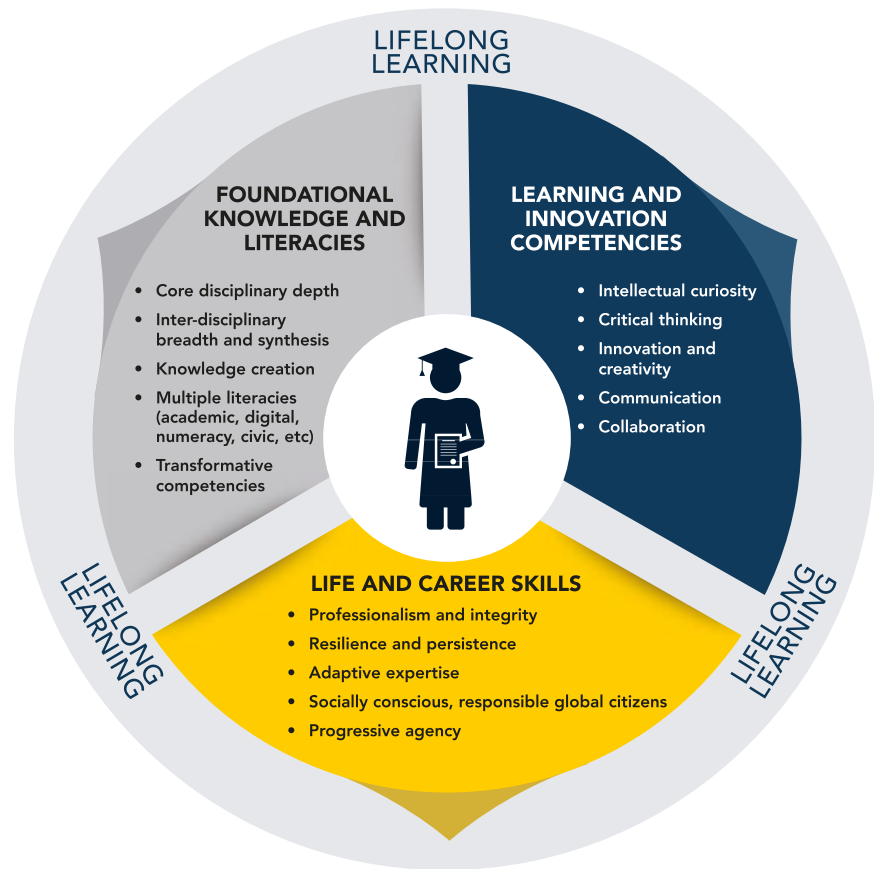 LIFELONG
LEARNING
FOUNDATIONAL
KNOWLEDGE AND
LITERACIES
• Core disciplinary depth
• Inter-disciplinary
breadth and synthesis
• Knowledge creation
• Multiple literacies
(academic, digital,
numeracy, civic, etc)
• Transformative
competencies
LEARNING AND
INNOVATION
COMPETENCIES
• Intellectual curiosity
• Critical thinking
• Innovation and
creativity
• Communication
• Collaboration
LIFE AND CAREER SKILLS
• Professionalism and integrity
• Resilience and persistence
• Adaptive expertise
• Socially conscious, responsible global citizens
• Progressive agency
LIFELONG
LEARNING
LIFELONG
LEARNING